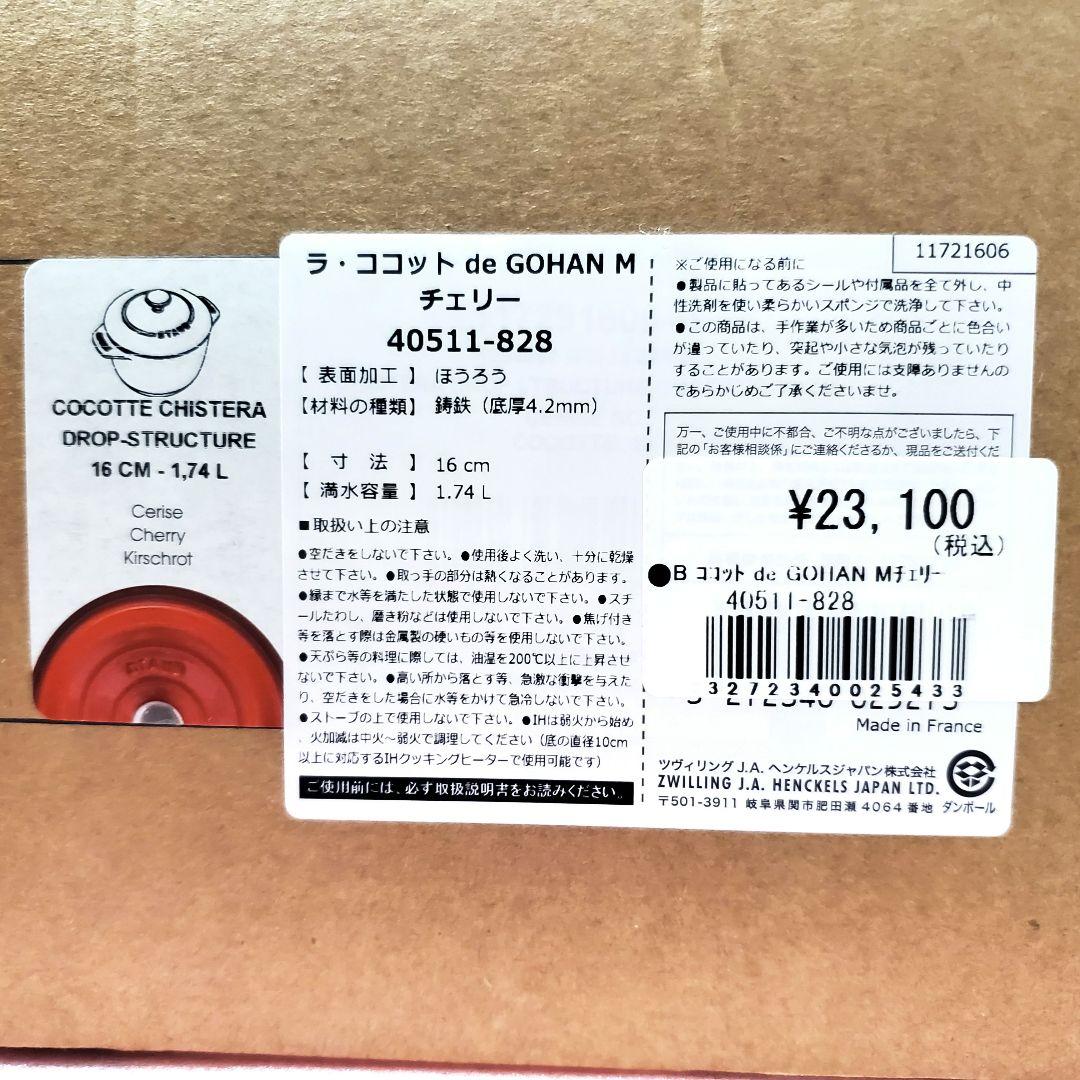 STAUB
COCOTTE CHISTERA
DROP-STRUCTURE
16 CM - 1,74 L
Cerise
Cherry
Kirschrot
STAUB
ラ・ココット de GOHAN M
チェリー
40511-828
【 表面加工 】 ほうろう
【材料の種類】 鋳鉄（底厚4.2mm）
【 寸 法 】 16 cm
【 満水容量 】 1.74 L
■取扱い上の注意
●空だきをしないで下さい。●使用後よく洗い、十分に乾燥
させて下さい。●取っ手の部分は熱くなることがあります。
●縁まで水等を満たした状態で使用しないで下さい。●スチ
ールたわし、磨き粉などは使用しないで下さい。●焦げ付き
等を落とす際は金属製の硬いもの等を使用しないで下さい。
●天ぷら等の料理に際しては、油温を200℃以上に上昇させ
ないで下さい。●高い所から落とす等、急激な衝撃を与えた
り、空だきをした場合に水等をかけて急冷しないで下さい。
●ストーブの上で使用しないで下さい。●IHは弱火から始め
、火加減は中火～弱火で調理してください（底の直径10cm
以上に対応するIHクッキングヒーターで使用可能です）
ご使用前には、必ず取扱説明書をお読みください。
11721606
※ご使用になる前に
●製品に貼ってあるシールや付属品を全て外し、中
性洗剤を使い柔らかいスポンジで洗浄して下さい。
●この商品は、手作業が多いため商品ごとに色合い
が違っていたり、突起や小さな気泡が残っていたり
することがあります。ご使用には支障ありませんの
であらかじめご了承くださいませ。
万一、ご使用中に不都合、ご不明な点がございましたら、下
記の「お客様相談係」にご連絡くださるか、現品をご送付くだ
¥23,100
（税込）
●B ココット de GOHAN Mチェリー
40511-828
3272340025433
Made in France
ツヴィリング J.A. ヘンケルスジャパン株式会社
ZWILLING J.A. HENCKELS JAPAN LTD.
〒501-3911 岐阜県関市肥田瀬 4064 番地 ダンボール